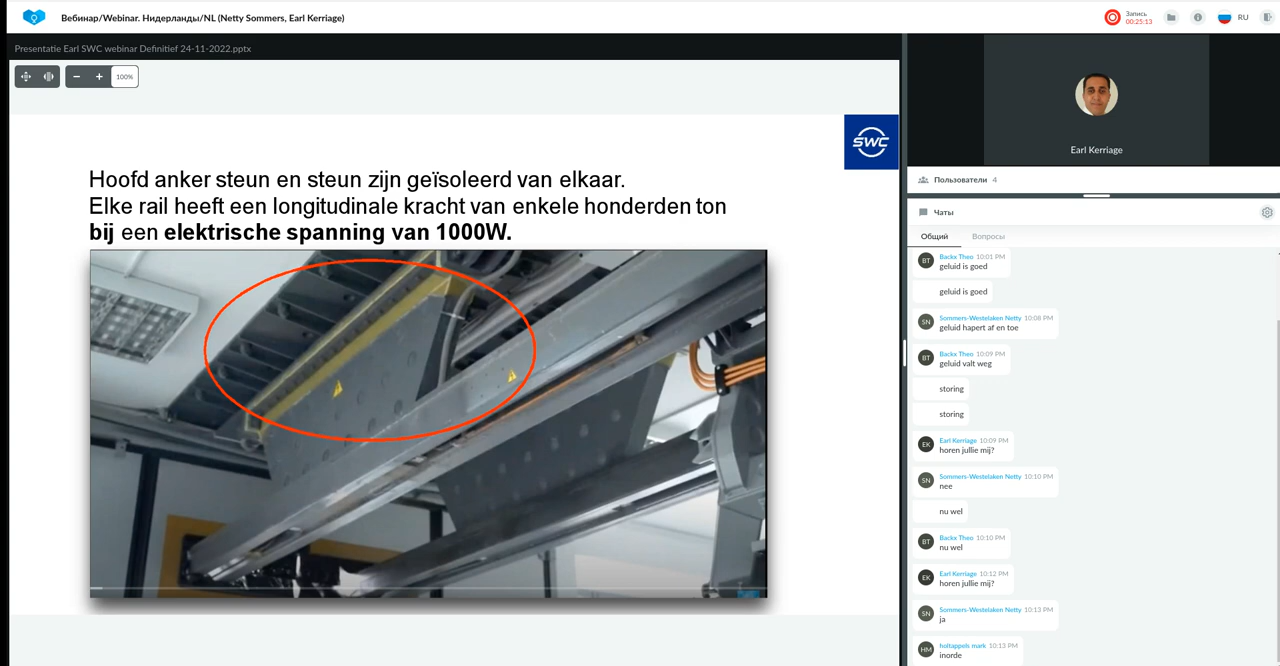 Вебинар/Webinar. Нидерланды/NL (Netty Sommers, Earl Kerriage)
Запись
00:25:13
RU
Presentatie Earl SWC webinar Definitief 24-11-2022.pptx
100%
SWC
Hoofd anker steun en steun zijn geïsoleerd van elkaar.
Elke rail heeft een longitudinale kracht van enkele honderden ton
bij een elektrische spanning van 1000W.
Earl Kerriage
Пользователи 4
Чаты
Общий Вопросы
BT Backx Theo 10:01 PM
geluid is goed
geluid is goed
SN Sommers-Westelaken Netty 10:08 PM
geluid hapert af en toe
BT Backx Theo 10:09 PM
geluid valt weg
storing
storing
EK Earl Kerriage 10:09 PM
horen jullie mij?
SN Sommers-Westelaken Netty 10:10 PM
nee
nu wel
BT Backx Theo 10:10 PM
nu wel
EK Earl Kerriage 10:12 PM
horen jullie mij?
SN Sommers-Westelaken Netty 10:13 PM
ja
HM holtappels mark 10:13 PM
inorde